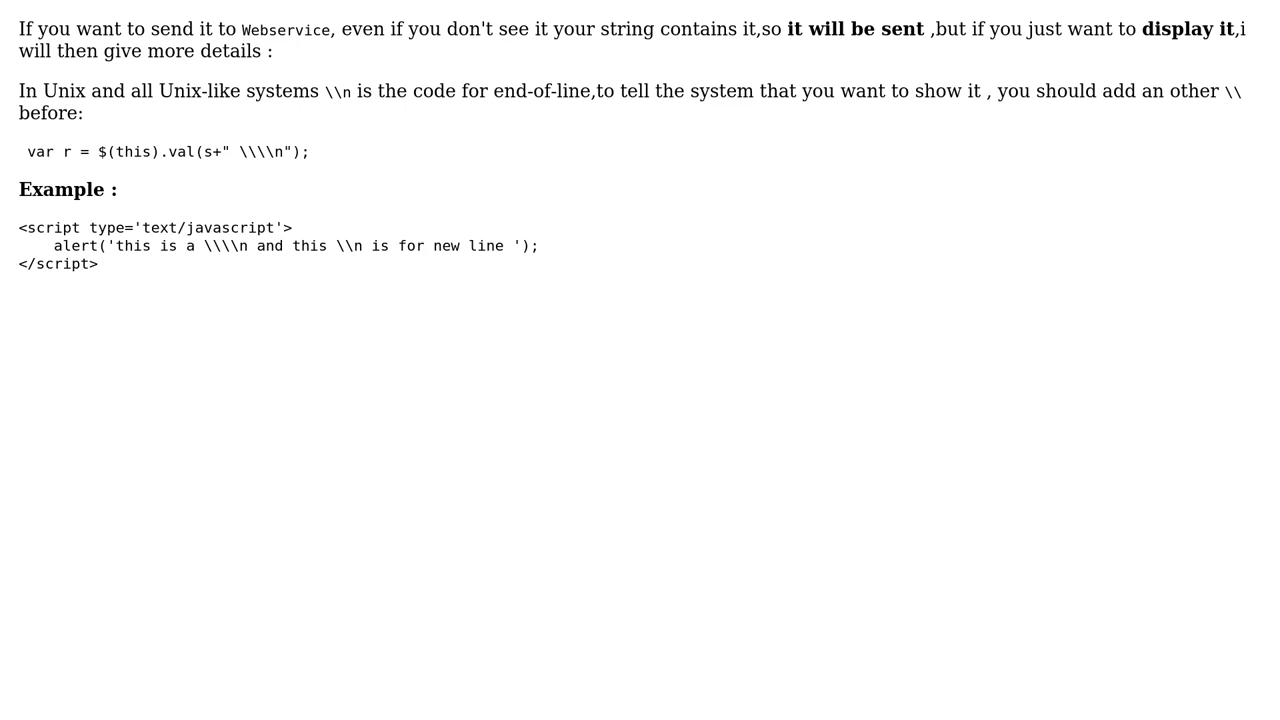 If you want to send it to Webservice, even if you don't see it your string contains it,so it will be sent ,but if you just want to display it,i
will then give more details :
In Unix and all Unix-like systems \\n is the code for end-of-line,to tell the system that you want to show it , you should add an other \\
before:
var r = $(this).val(s+" \\\\n");
Example :
<script type='text/javascript'>
    alert('this is a \\\\n and this \\n is for new line ');
</script>